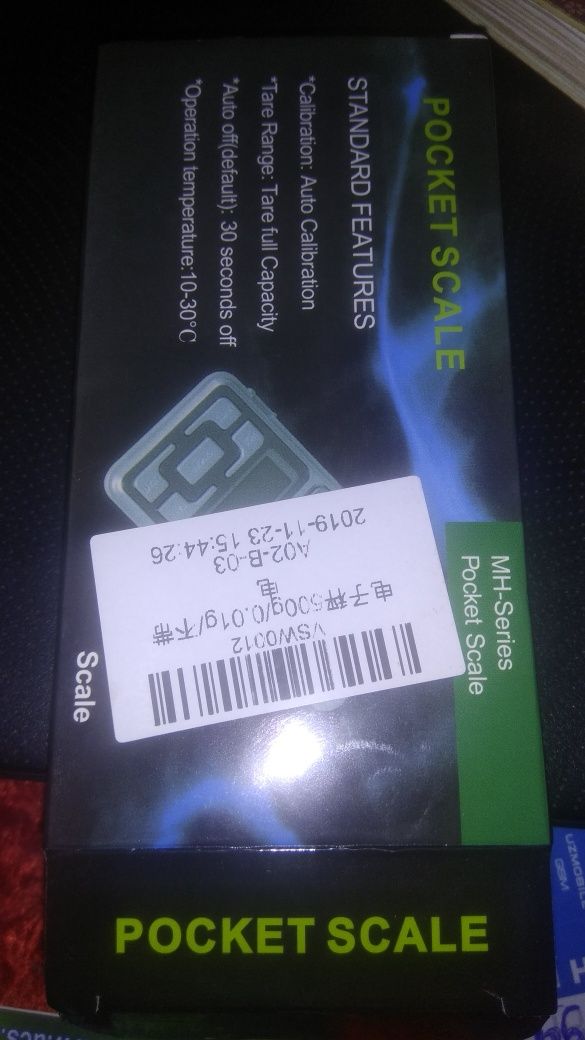 POCKET SCALE
STANDARD FEATURES
*Calibration: Auto Calibration
*Tare Range: Tare full Capacity
*Auto off(default): 30 seconds off
*Operation temperature:10-30°C
MH-Series
Pocket Scale
Scale
VSW0012
电子秤500g/0.01g/不带
电
A02-B-03
2019-11-23 15:44:26
POCKET SCALE
UZMOBILE
GSM